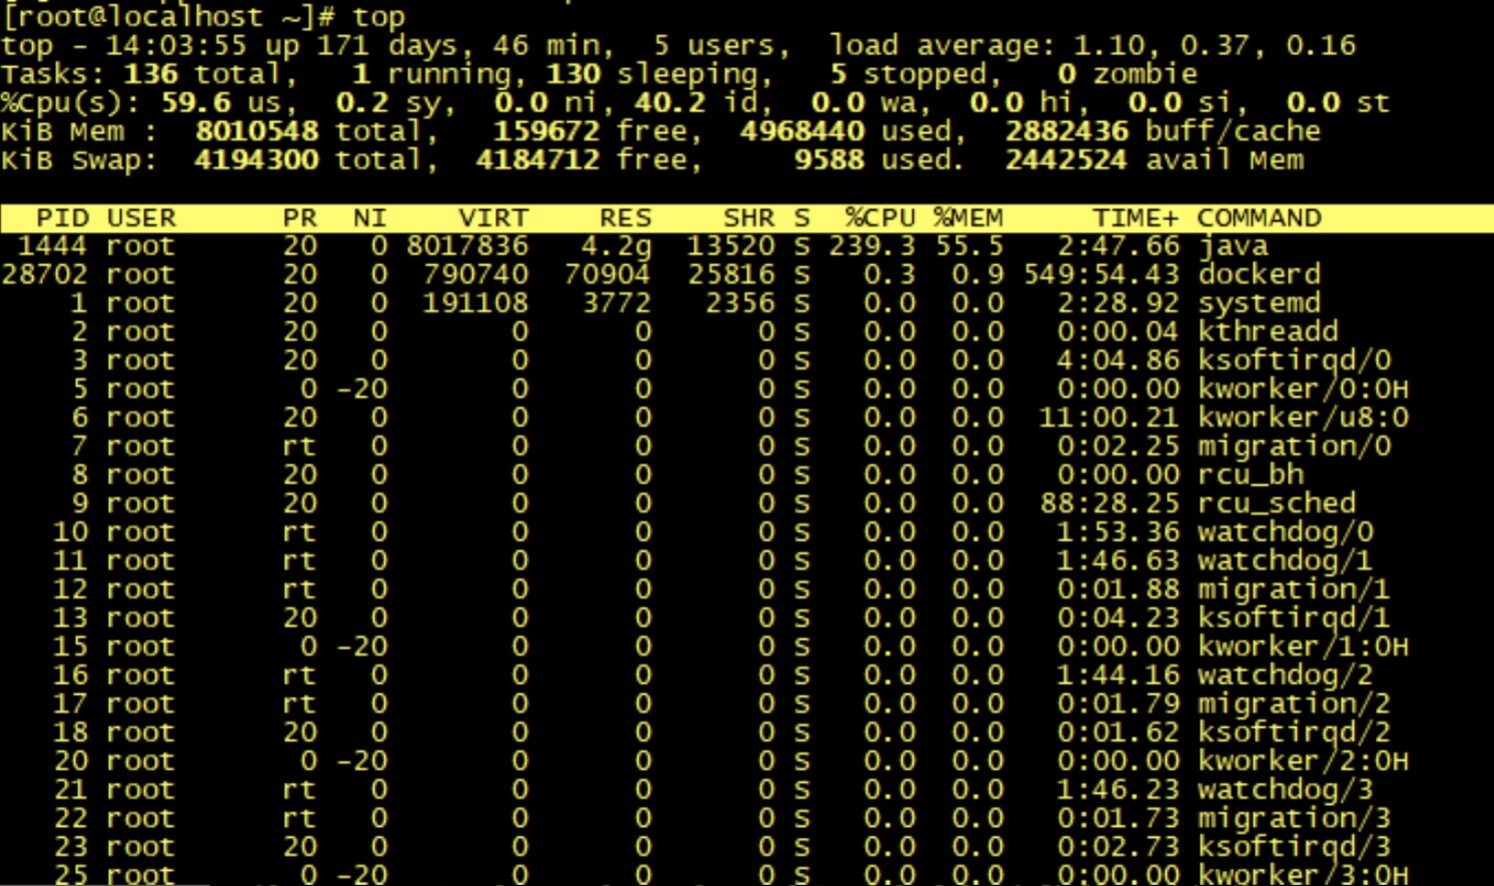 [root@localhost ~]# top
top - 14:03:55 up 171 days, 46 min,  5 users,  load average: 1.10, 0.37, 0.16
Tasks: 136 total,   1 running, 130 sleeping,   5 stopped,   0 zombie
%Cpu(s): 59.6 us,  0.2 sy,  0.0 ni, 40.2 id,  0.0 wa,  0.0 hi,  0.0 si,  0.0 st
KiB Mem :  8010548 total,   159672 free,  4968440 used,  2882436 buff/cache
KiB Swap:  4194300 total,  4184712 free,     9588 used.  2442524 avail Mem
PID USER PR NI VIRT RES SHR S %CPU %MEM TIME+ COMMAND
1444 root 20 0 8017836 4.2g 13520 S 239.3 55.5 2:47.66 java
28702 root 20 0 790740 70904 25816 S 0.3 0.9 549:54.43 dockerd
1 root 20 0 191108 3772 2356 S 0.0 0.0 2:28.92 systemd
2 root 20 0 0 0 0 S 0.0 0.0 0:00.04 kthreadd
3 root 20 0 0 0 0 S 0.0 0.0 4:04.86 ksoftirqd/0
5 root 0 -20 0 0 0 S 0.0 0.0 0:00.00 kworker/0:0H
6 root 20 0 0 0 0 S 0.0 0.0 11:00.21 kworker/u8:0
7 root rt 0 0 0 0 S 0.0 0.0 0:02.25 migration/0
8 root 20 0 0 0 0 S 0.0 0.0 0:00.00 rcu_bh
9 root 20 0 0 0 0 S 0.0 0.0 88:28.25 rcu_sched
10 root rt 0 0 0 0 S 0.0 0.0 1:53.36 watchdog/0
11 root rt 0 0 0 0 S 0.0 0.0 1:46.63 watchdog/1
12 root rt 0 0 0 0 S 0.0 0.0 0:01.88 migration/1
13 root 20 0 0 0 0 S 0.0 0.0 0:04.23 ksoftirqd/1
15 root 0 -20 0 0 0 S 0.0 0.0 0:00.00 kworker/1:0H
16 root rt 0 0 0 0 S 0.0 0.0 1:44.16 watchdog/2
17 root rt 0 0 0 0 S 0.0 0.0 0:01.79 migration/2
18 root 20 0 0 0 0 S 0.0 0.0 0:01.62 ksoftirqd/2
20 root 0 -20 0 0 0 S 0.0 0.0 0:00.00 kworker/2:0H
21 root rt 0 0 0 0 S 0.0 0.0 1:46.23 watchdog/3
22 root rt 0 0 0 0 S 0.0 0.0 0:01.73 migration/3
23 root 20 0 0 0 0 S 0.0 0.0 0:02.73 ksoftirqd/3
25 root 0 -20 0 0 0 S 0.0 0.0 0:00.00 kworker/3:0H